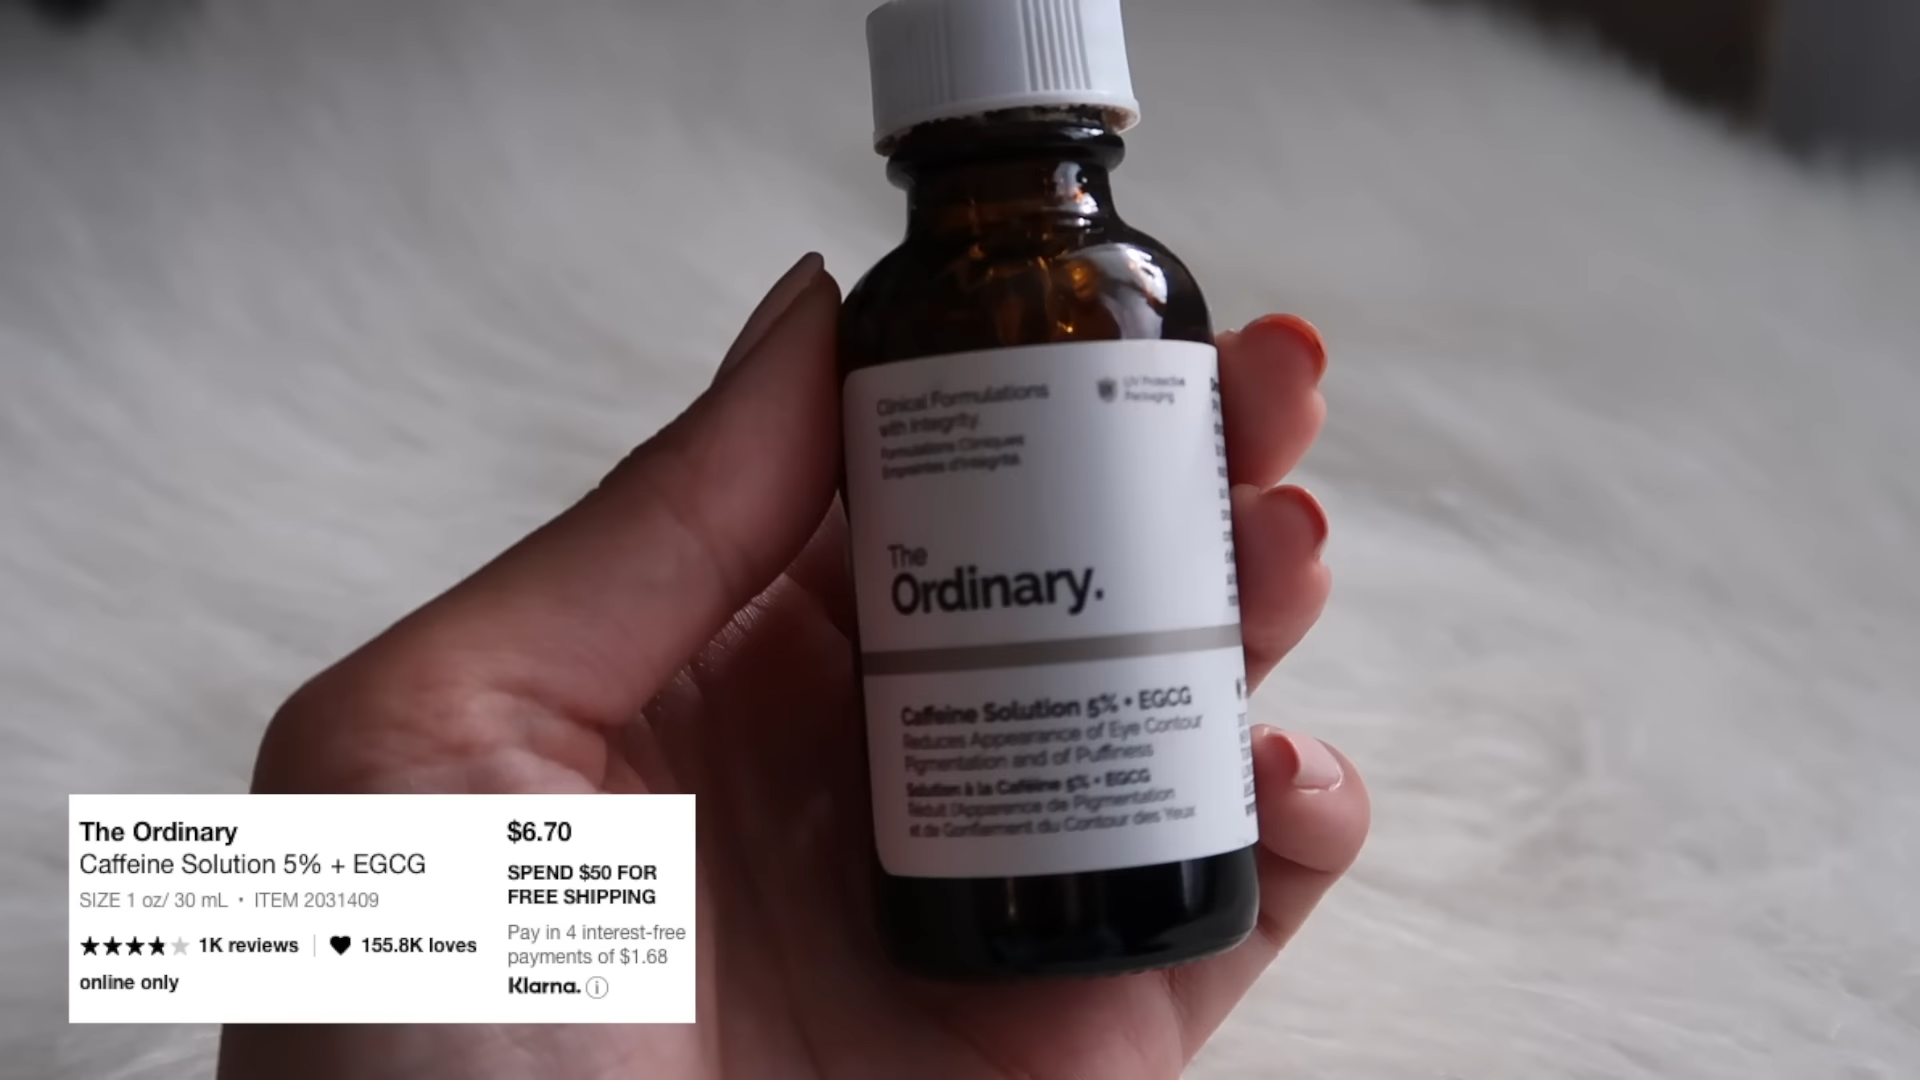 Clinical Formulations
with Integrity.
Formulations Cliniques
Empreintes d'Intégrité.
UV Protective
Packaging
The
Ordinary.
Caffeine Solution 5% + EGCG
Reduces Appearance of Eye Contour
Pigmentation and of Puffiness
Solution à la Caféine 5% + EGCG
Réduit l'Apparence de Pigmentation
et de Gonflement du Contour des Yeux
The Ordinary
Caffeine Solution 5% + EGCG
SIZE 1 oz/ 30 mL • ITEM 2031409
1K reviews
155.8K loves
online only
$6.70
SPEND $50 FOR
FREE SHIPPING
Pay in 4 interest-free
payments of $1.68
Klarna.